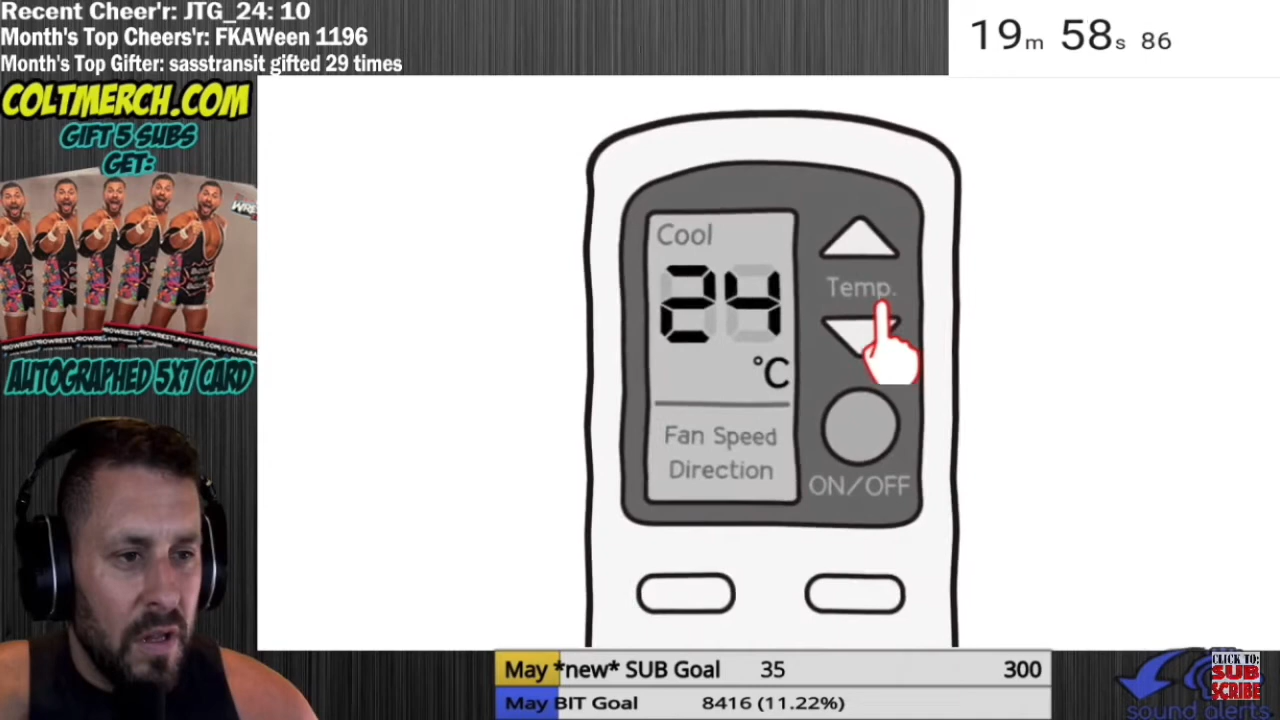 Recent Cheer'r: JTG_24: 10
Month's Top Cheers'r: FKAWeen 1196
Month's Top Gifter: sasstransit gifted 29 times
19m 58s 86
COLTMERCH.COM
GIFT 5 SUBS
GET:
AUTOGRAPHED 5X7 CARD
Cool
24
°C
Temp.
Fan Speed
Direction
ON/OFF
May *new* SUB Goal 35 300
May BIT Goal 8416 (11.22%)
CLICK TO:
SUB
SCRIBE
sound alerts